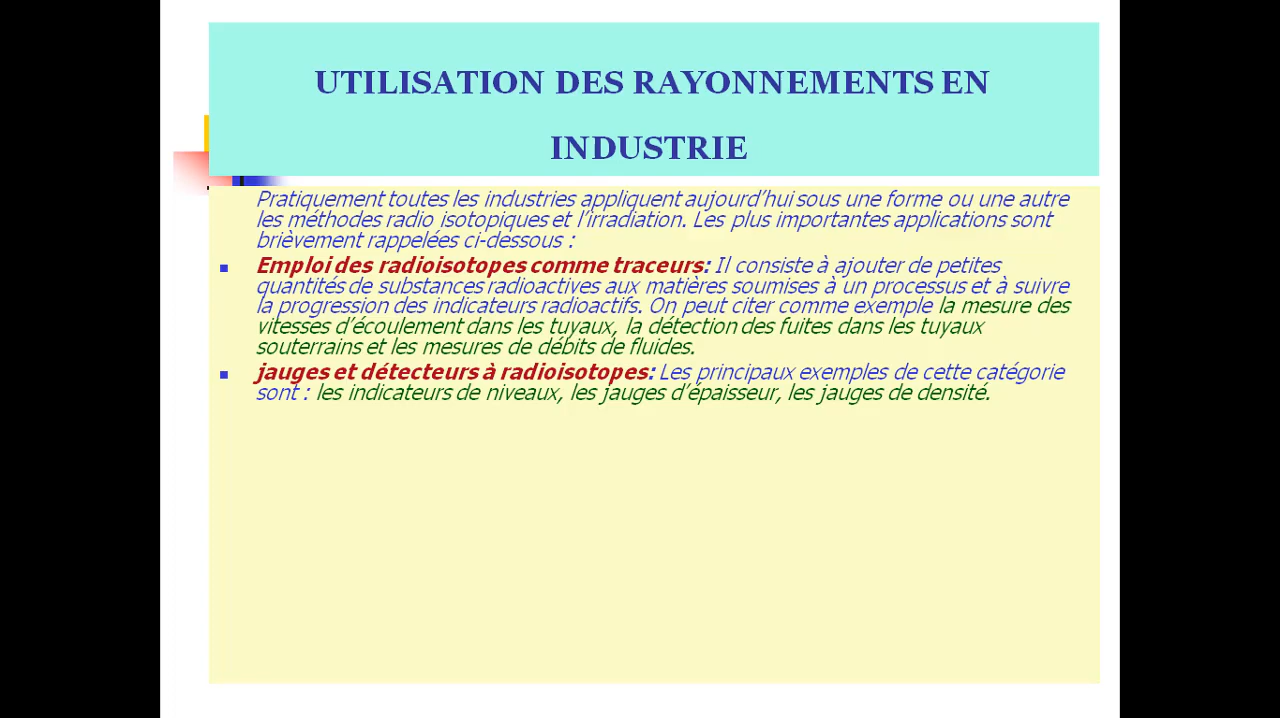 UTILISATION DES RAYONNEMENTS EN
INDUSTRIE
Pratiquement toutes les industries appliquent aujourd’hui sous une forme ou une autre
les méthodes radio isotopiques et l’irradiation. Les plus importantes applications sont
brièvement rappelées ci-dessous :
Emploi des radioisotopes comme traceurs: Il consiste à ajouter de petites
quantités de substances radioactives aux matières soumises à un processus et à suivre
la progression des indicateurs radioactifs. On peut citer comme exemple la mesure des
vitesses d’écoulement dans les tuyaux, la détection des fuites dans les tuyaux
souterrains et les mesures de débits de fluides.
jauges et détecteurs à radioisotopes: Les principaux exemples de cette catégorie
sont : les indicateurs de niveaux, les jauges d’épaisseur, les jauges de densité.